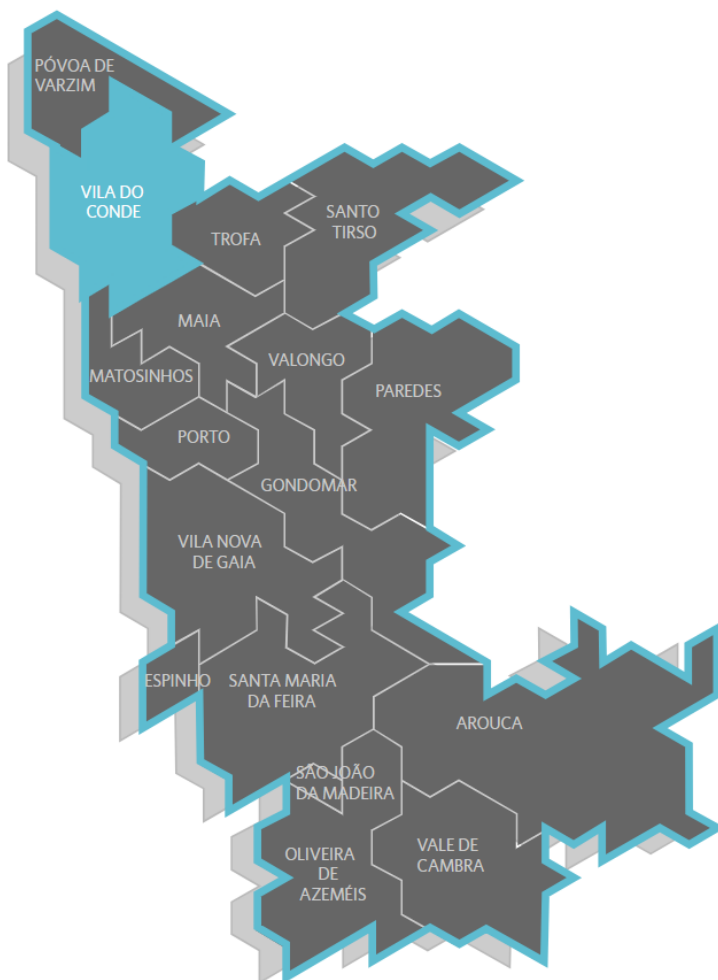 PÓVOA DE
VARZIM
VILA DO
CONDE
SANTO
TIRSO
TROFA
MAIA
VALONGO
MATOSINHOS
PAREDES
PORTO
GONDOMAR
VILA NOVA
DE GAIA
ESPINHO
SANTA MARIA
DA FEIRA
AROUCA
SÃO JOÃO
DA MADEIRA
VALE DE
CAMBRA
OLIVEIRA
DE
AZEMÉIS